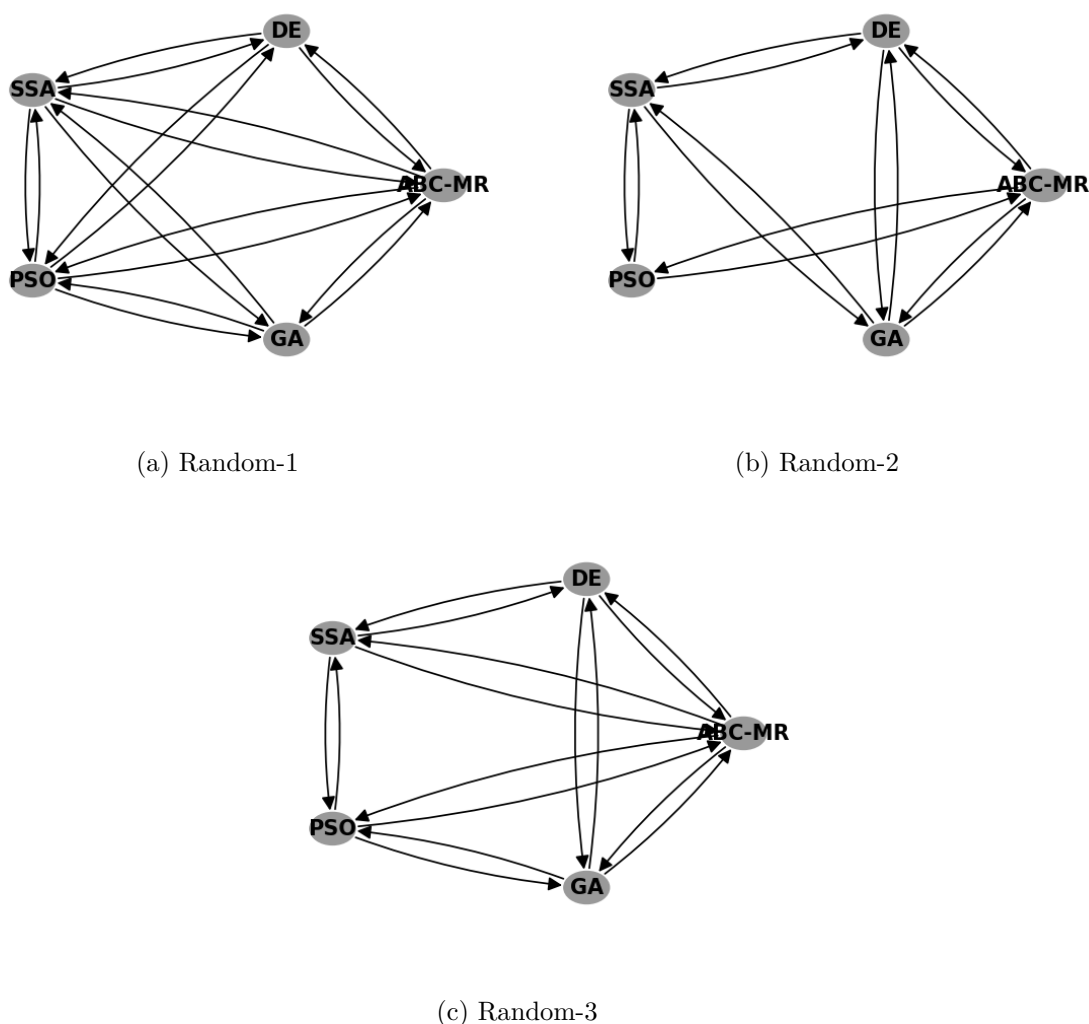 DE
SSA
ABC-MR
PSO
GA
(a) Random-1
DE
SSA
ABC-MR
PSO
GA
(b) Random-2
DE
SSA
ABC-MR
PSO
GA
(c) Random-3